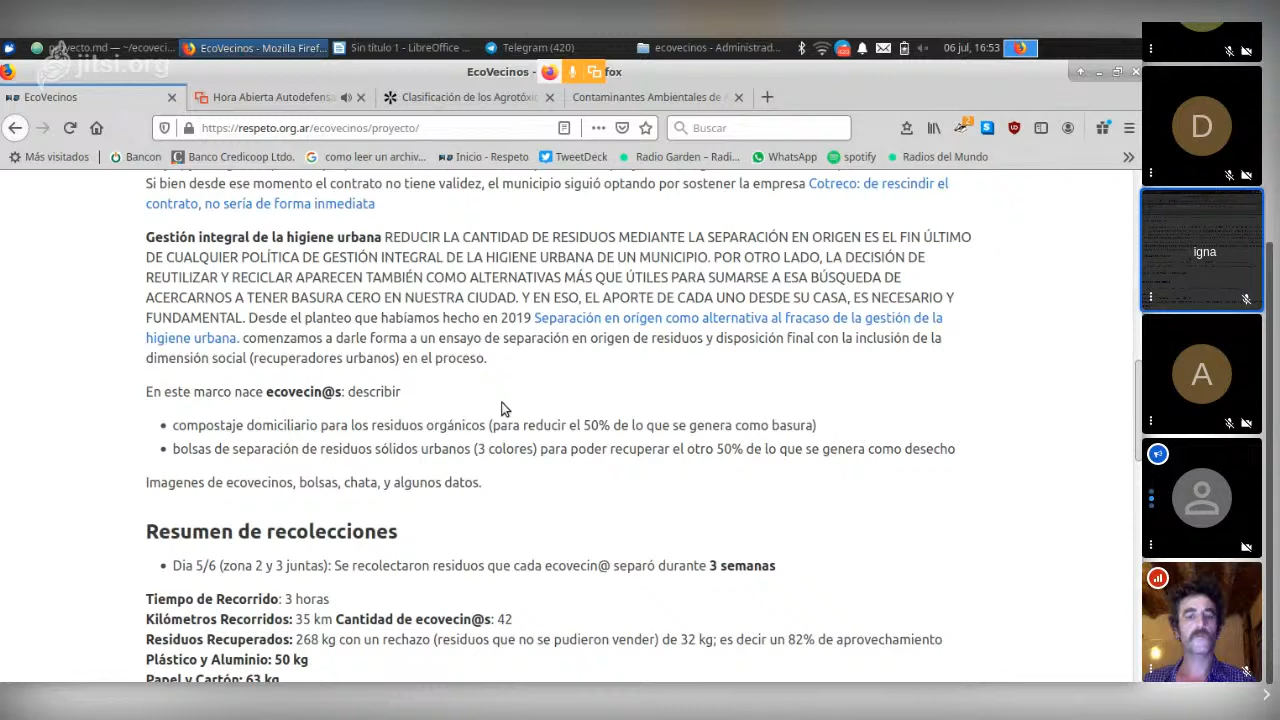 jitsi.org
proyecto.md — ~/ecoveci...
EcoVecinos - Mozilla Firef...
Sin título 1 - LibreOffice ...
Telegram (420)
ecovecinos - Administrad...
06 jul, 16:53
EcoVecinos -
fox
EcoVecinos
Hora Abierta Autodefens
Clasificación de los Agrotóxi
Contaminantes Ambientales de
https://respeto.org.ar/ecovecinos/proyecto/
Buscar
2
Más visitados
Bancon
Banco Credicoop Ltdo.
como leer un archiv...
Inicio - Respeto
TweetDeck
Radio Garden – Radi...
WhatsApp
spotify
Radios del Mundo
Si bien desde ese momento el contrato no tiene validez, el municipio siguió optando por sostener la empresa Cotreco: de rescindir el
contrato, no sería de forma inmediata
Gestión integral de la higiene urbana REDUCIR LA CANTIDAD DE RESIDUOS MEDIANTE LA SEPARACIÓN EN ORIGEN ES EL FIN ÚLTIMO
DE CUALQUIER POLÍTICA DE GESTIÓN INTEGRAL DE LA HIGIENE URBANA DE UN MUNICIPIO. POR OTRO LADO, LA DECISIÓN DE
REUTILIZAR Y RECICLAR APARECEN TAMBIÉN COMO ALTERNATIVAS MÁS QUE ÚTILES PARA SUMARSE A ESA BÚSQUEDA DE
ACERCARNOS A TENER BASURA CERO EN NUESTRA CIUDAD. Y EN ESO, EL APORTE DE CADA UNO DESDE SU CASA, ES NECESARIO Y
FUNDAMENTAL. Desde el planteo que habíamos hecho en 2019 Separación en orígen como alternativa al fracaso de la gestión de la
higiene urbana. comenzamos a darle forma a un ensayo de separación en origen de residuos y disposición final con la inclusión de la
dimensión social (recuperadores urbanos) en el proceso.
En este marco nace ecovecin@s: describir
compostaje domiciliario para los residuos orgánicos (para reducir el 50% de lo que se genera como basura)
bolsas de separación de residuos sólidos urbanos (3 colores) para poder recuperar el otro 50% de lo que se genera como desecho
Imagenes de ecovecinos, bolsas, chata, y algunos datos.
Resumen de recolecciones
Dia 5/6 (zona 2 y 3 juntas): Se recolectaron residuos que cada ecovecin@ separó durante 3 semanas
Tiempo de Recorrido: 3 horas
Kilómetros Recorridos: 35 km Cantidad de ecovecin@s: 42
Residuos Recuperados: 268 kg con un rechazo (residuos que no se pudieron vender) de 32 kg; es decir un 82% de aprovechamiento
Plástico y Aluminio: 50 kg
Papel y Cartón: 63 kg
D
igna
A